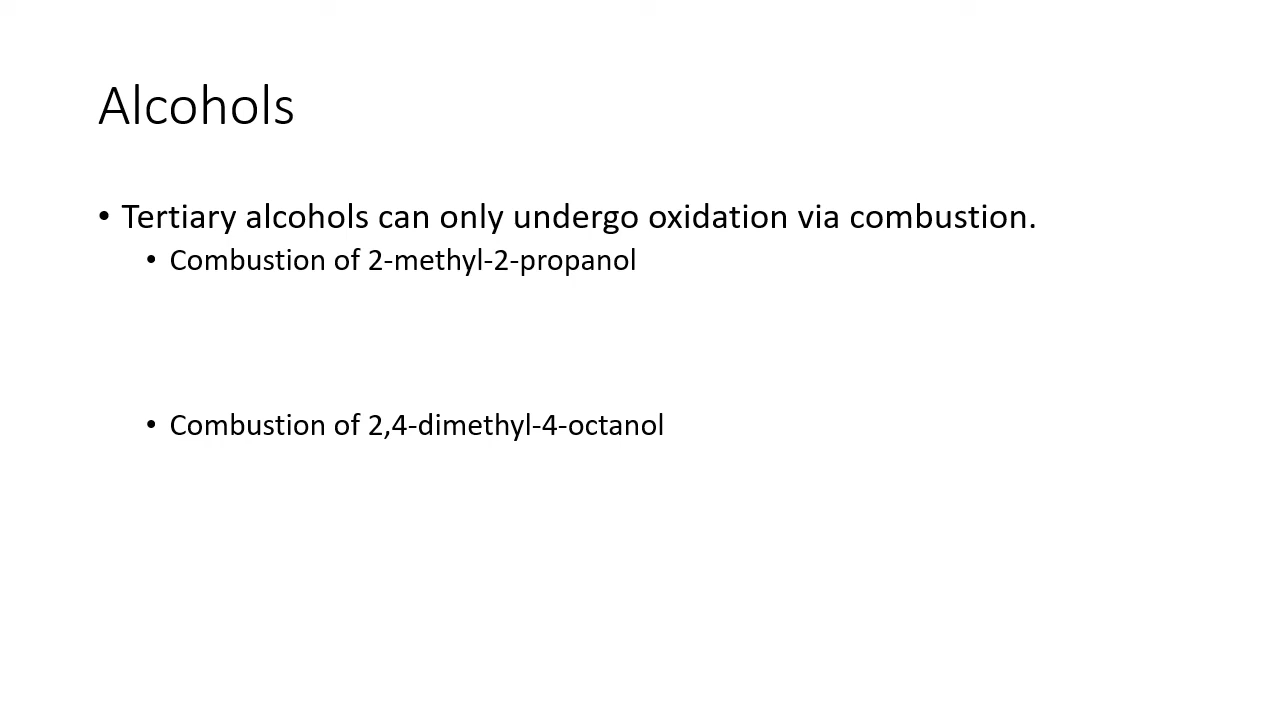 Alcohols
• Tertiary alcohols can only undergo oxidation via combustion.
• Combustion of 2-methyl-2-propanol
• Combustion of 2,4-dimethyl-4-octanol